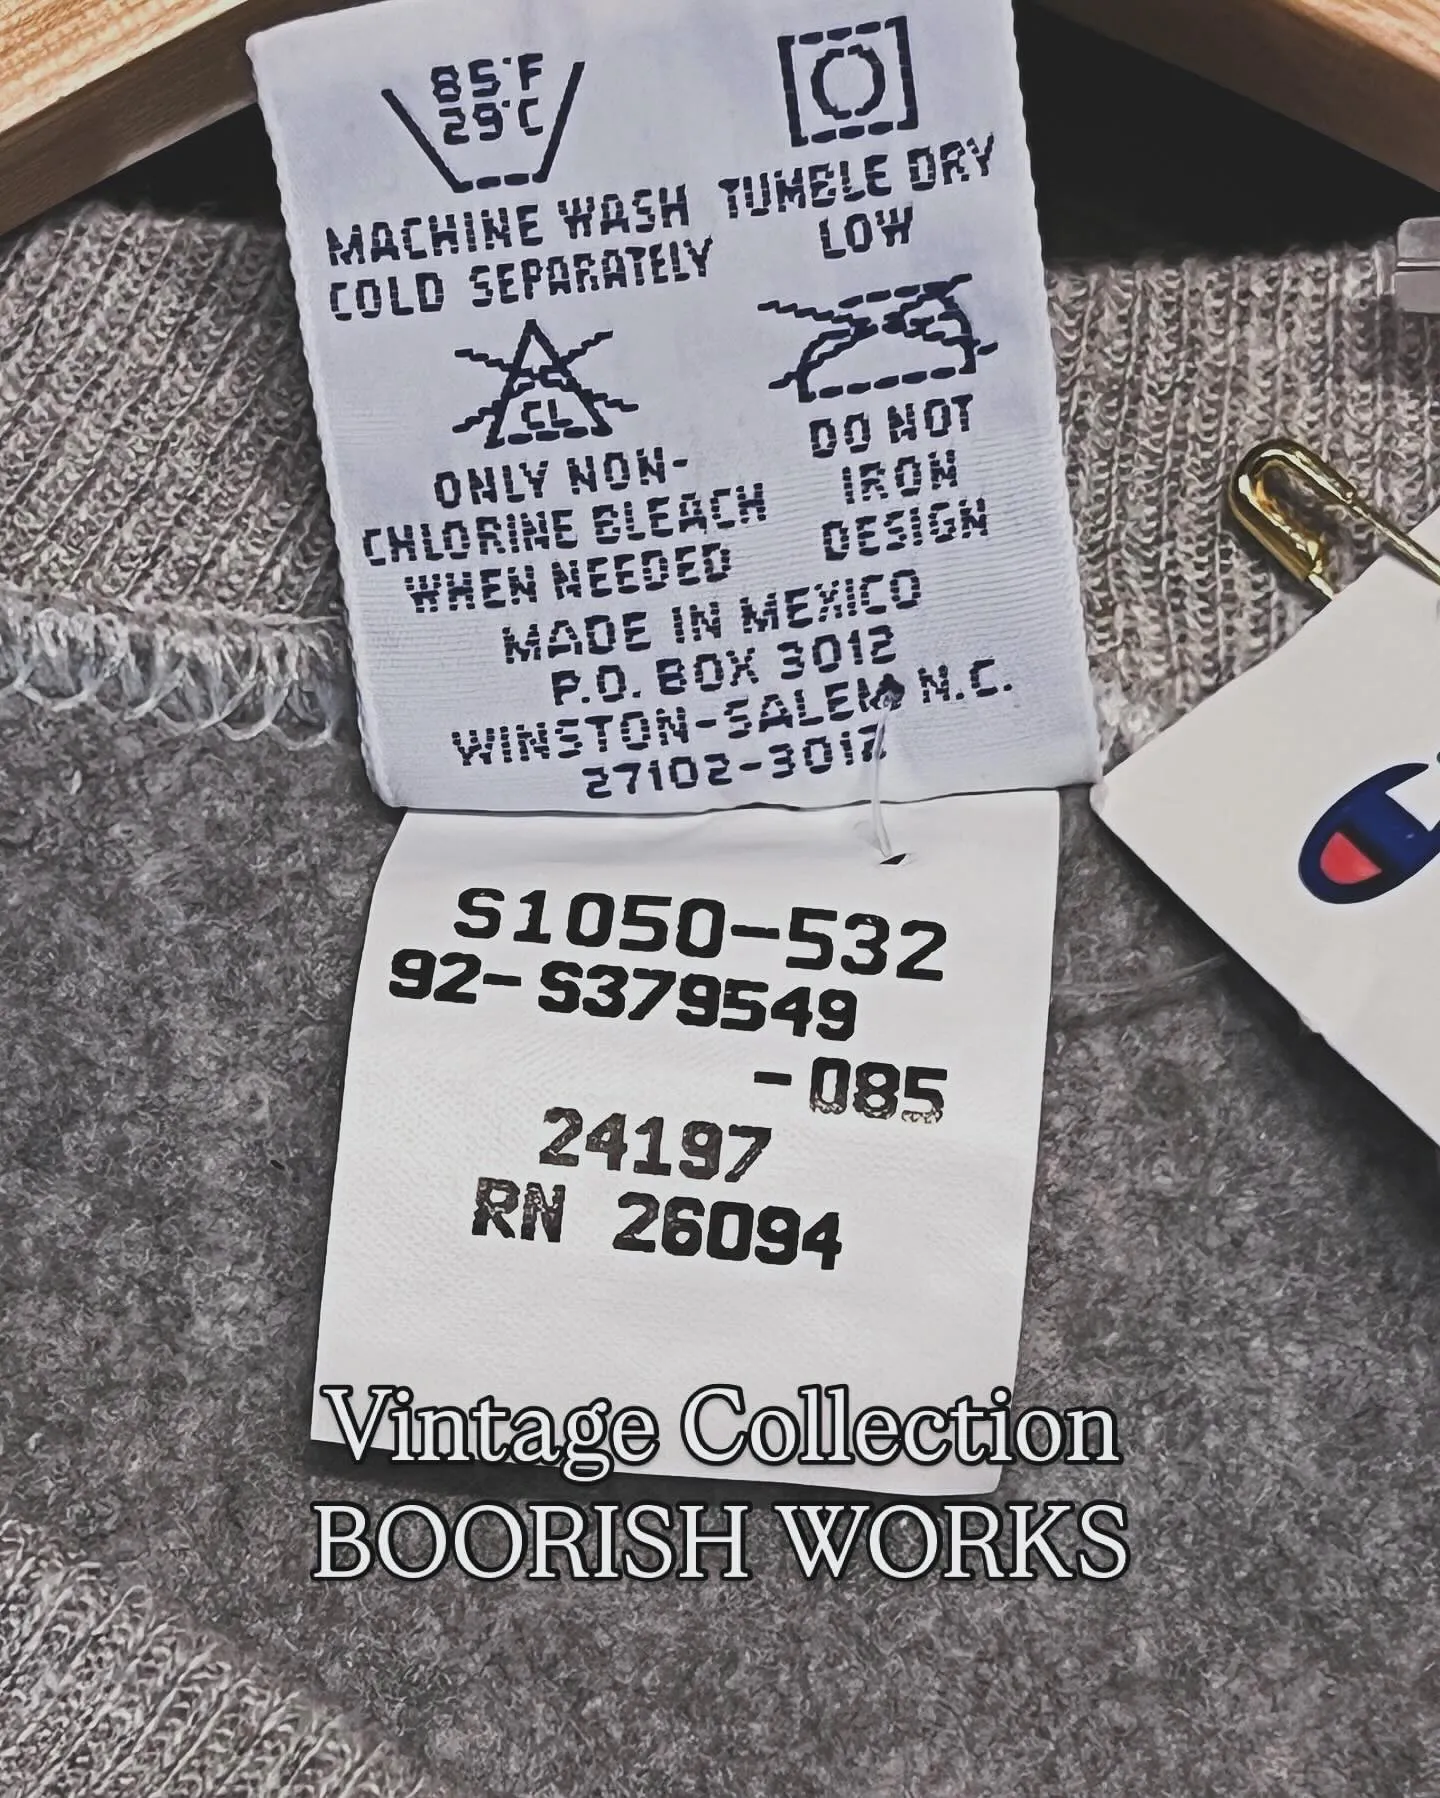 85°F
29°C
MACHINE WASH
COLD SEPARATELY
TUMBLE DRY
LOW
CL
ONLY NON-
CHLORINE BLEACH
WHEN NEEDED
DO NOT
IRON
DESIGN
MADE IN MEXICO
P.O. BOX 3012
WINSTON-SALEM N.C.
27102-3012
S1050-532
92-S379549
-085
24197
RN 26094
Vintage Collection
BOORISH WORKS